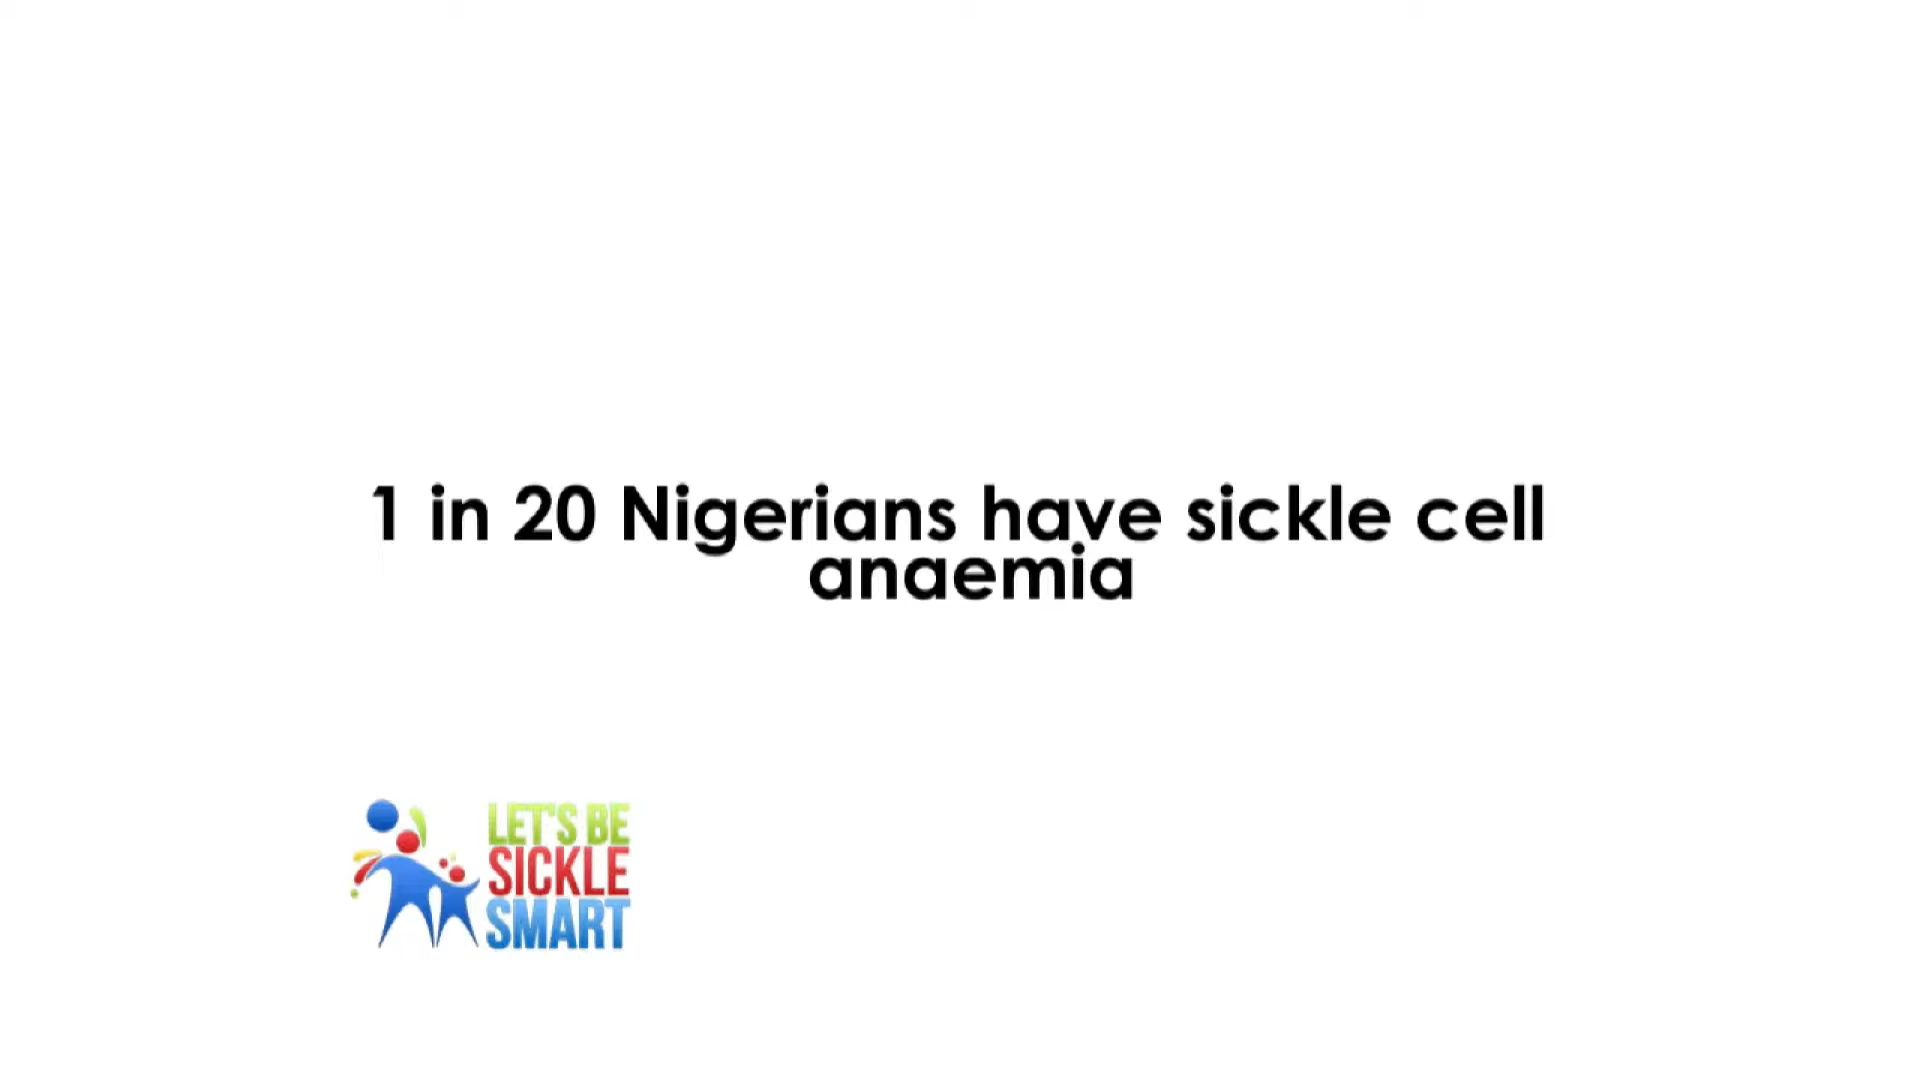 1 in 20 Nigerians have sickle cell
anaemia
LET'S BE
SICKLE
SMART